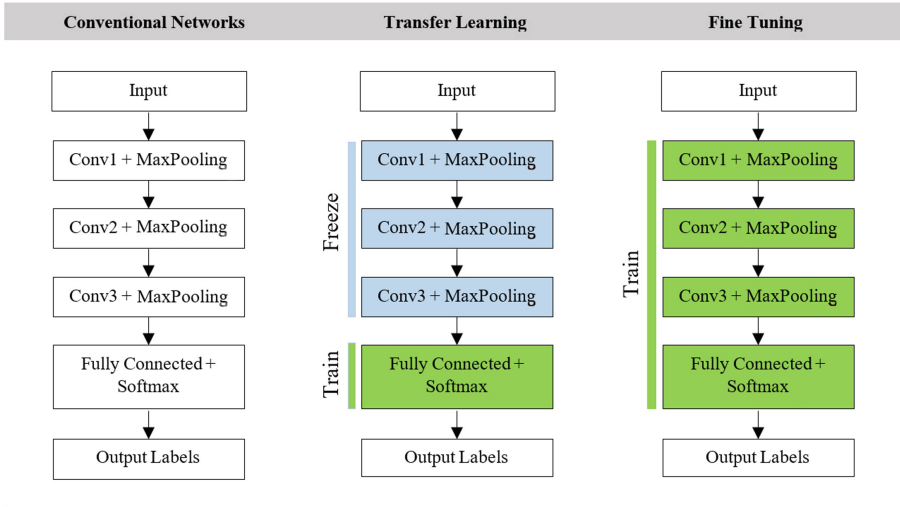 Conventional Networks
Input
Conv1 + MaxPooling
Conv2 + MaxPooling
Conv3 + MaxPooling
Fully Connected +
Softmax
Output Labels
Transfer Learning
Freeze
Train
Input
Conv1 + MaxPooling
Conv2 + MaxPooling
Conv3 + MaxPooling
Fully Connected +
Softmax
Output Labels
Fine Tuning
Train
Input
Conv1 + MaxPooling
Conv2 + MaxPooling
Conv3 + MaxPooling
Fully Connected +
Softmax
Output Labels